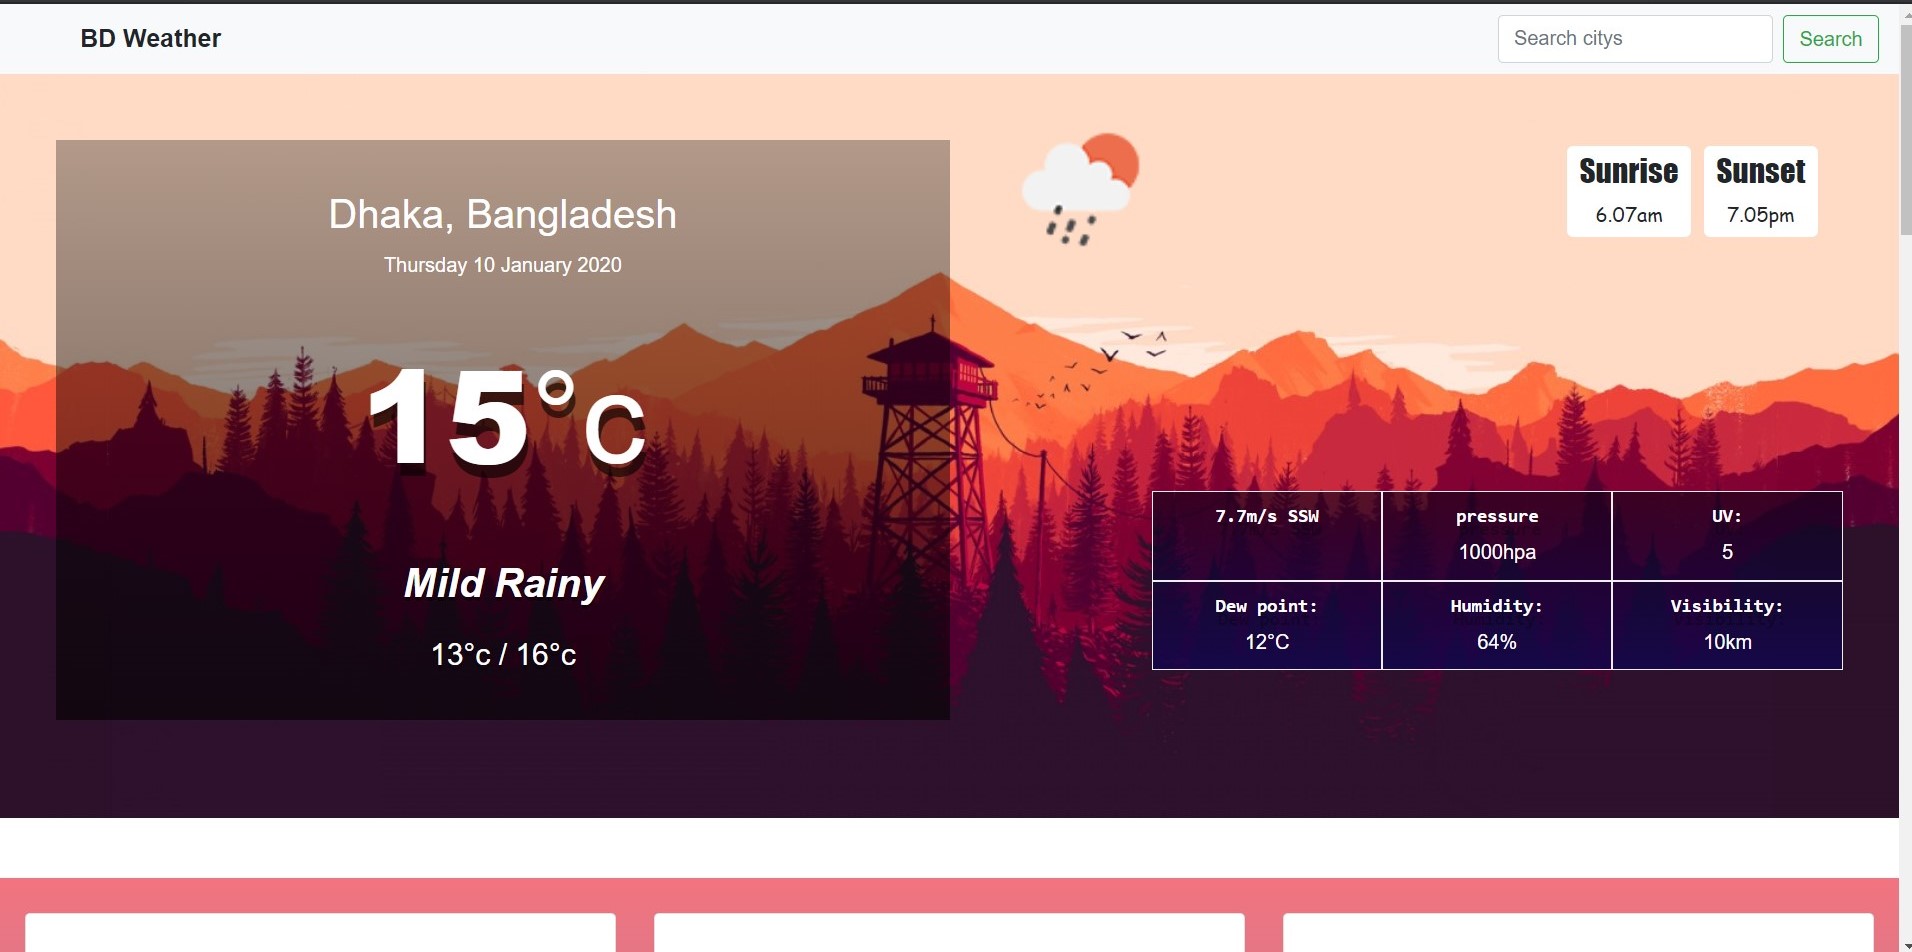 BD Weather
Search citys
Search
Dhaka, Bangladesh
Thursday 10 January 2020
15°C
Mild Rainy
13°c / 16°c
Sunrise
6.07am
Sunset
7.05pm
7.7m/s SSW
pressure
1000hpa
UV:
5
Dew point:
12°C
Humidity:
64%
Visibility:
10km